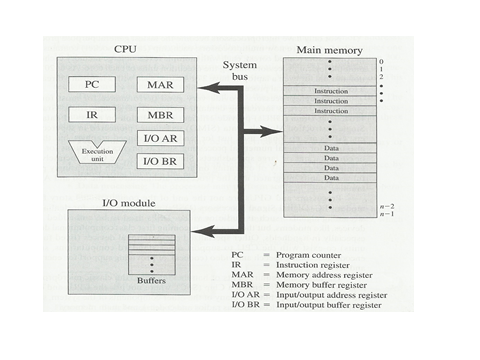 CPU
System
bus
Main memory
PC
MAR
IR
MBR
Execution
unit
I/O AR
I/O BR
0
1
2
Instruction
Instruction
Instruction
Data
Data
Data
Data
n−2
n−1
I/O module
Buffers
PC = Program counter
IR = Instruction register
MAR = Memory address register
MBR = Memory buffer register
I/O AR = Input/output address register
I/O BR = Input/output buffer register